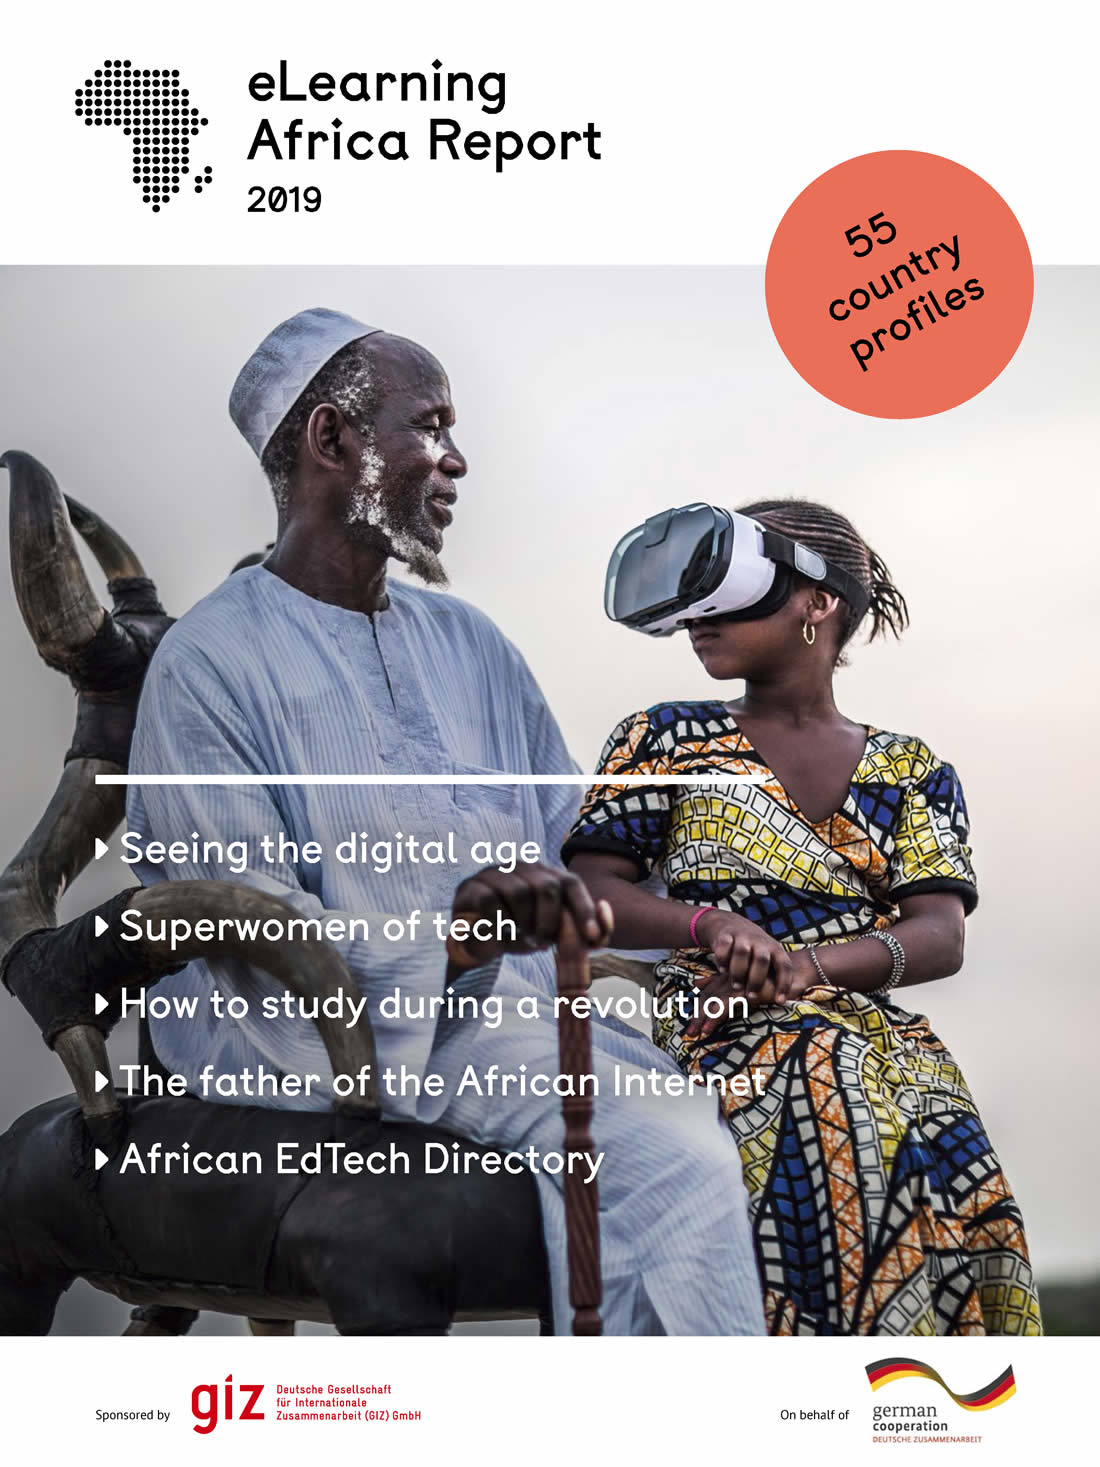 eLearning
Africa Report
2019
55
country
profiles
Seeing the digital age
Superwomen of tech
How to study during a revolution
The father of the African Internet
African EdTech Directory
Sponsored by
giz
Deutsche Gesellschaft
für Internationale
Zusammenarbeit (GIZ) GmbH
On behalf of
german
cooperation
DEUTSCHE ZUSAMMENARBEIT